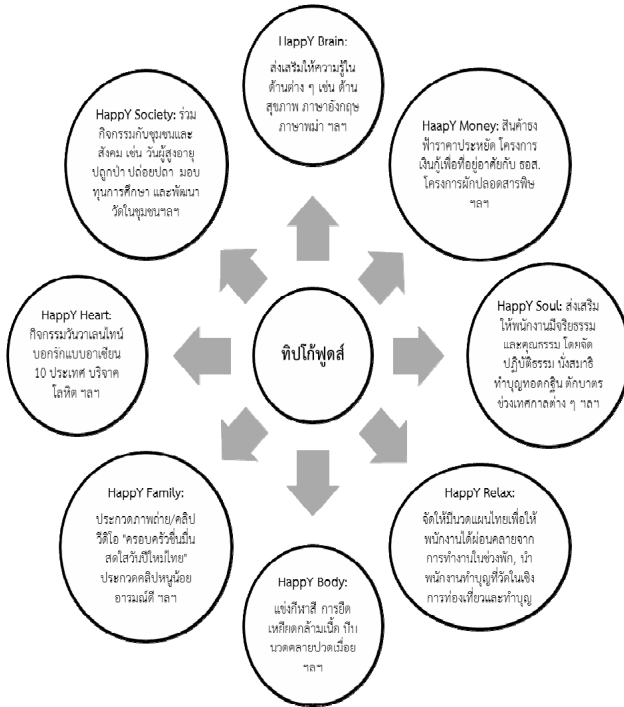 HappY Brain:
ส่งเสริมให้ความรู้ใน
ด้านต่าง ๆ เช่น ด้าน
สุขภาพ ภาษาอังกฤษ
ภาษาพม่า ฯลฯ
HaapY Money: สินค้าธง
ฟ้าราคาประหยัด โครงการ
เงินกู้เพื่อที่อยู่อาศัยกับ ธอส.
โครงการผักปลอดสารพิษ
ฯลฯ
HappY Soul: ส่งเสริม
ให้พนักงานมีจริยธรรม
และคุณธรรม โดยจัด
ปฏิบัติธรรม นั่งสมาธิ
ทำบุญทอดกฐิน ตักบาตร
ช่วงเทศกาลต่าง ๆ ฯลฯ
HappY Relax:
จัดให้มีนวดแผนไทยเพื่อให้
พนักงานได้ผ่อนคลายจาก
การทำงานในช่วงพัก, นำ
พนักงานทำบุญที่วัดในเชิง
การท่องเที่ยวและทำบุญ
HappY Body:
แข่งกีฬาสี การยืด
เหยียดกล้ามเนื้อ บีบ
นวดคลายปวดเมื่อย
ฯลฯ
HappY Family:
ประกวดภาพถ่าย/คลิป
วีดีโอ "ครอบครัวชื่นมื่น
สดใสวันปีใหม่ไทย"
ประกวดคลิปหนูน้อย
อารมณ์ดี ฯลฯ
HappY Heart:
กิจกรรมวันวาเลนไทน์
บอกรักแบบอาเซียน
10 ประเทศ บริจาค
โลหิต ฯลฯ
HappY Society: ร่วม
กิจกรรมกับชุมชนและ
สังคม เช่น วันผู้สูงอายุ
ปลูกป่า ปล่อยปลา มอบ
ทุนการศึกษา และพัฒนา
วัดในชุมชนฯลฯ
ทิปโก้ฟูดส์